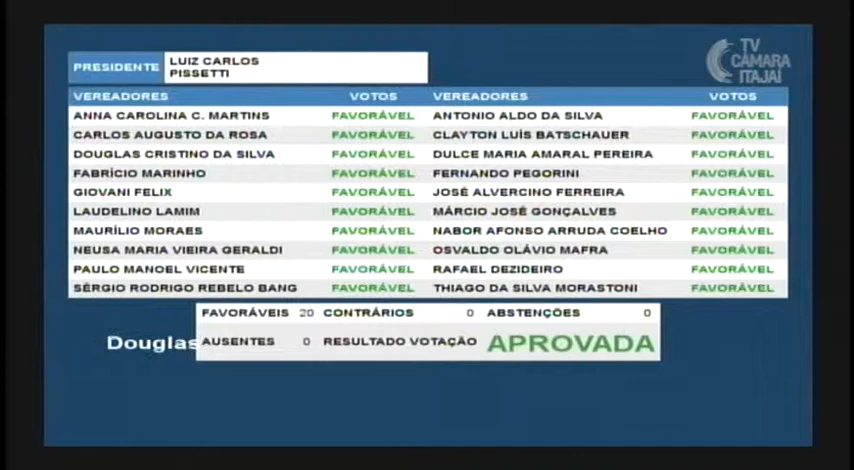 TV
CÂMARA
ITAJAÍ
PRESIDENTE LUIZ CARLOS
PISSETTI
VEREADORES VOTOS VEREADORES VOTOS
ANNA CAROLINA C. MARTINS FAVORÁVEL ANTONIO ALDO DA SILVA FAVORÁVEL
CARLOS AUGUSTO DA ROSA FAVORÁVEL CLAYTON LUÍS BATSCHAUER FAVORÁVEL
DOUGLAS CRISTINO DA SILVA FAVORÁVEL DULCE MARIA AMARAL PEREIRA FAVORÁVEL
FABRÍCIO MARINHO FAVORÁVEL FERNANDO PEGORINI FAVORÁVEL
GIOVANI FELIX FAVORÁVEL JOSÉ ALVERCINO FERREIRA FAVORÁVEL
LAUDELINO LAMIM FAVORÁVEL MÁRCIO JOSÉ GONÇALVES FAVORÁVEL
MAURÍLIO MORAES FAVORÁVEL NABOR AFONSO ARRUDA COELHO FAVORÁVEL
NEUSA MARIA VIEIRA GERALDI FAVORÁVEL OSVALDO OLÁVIO MAFRA FAVORÁVEL
PAULO MANOEL VICENTE FAVORÁVEL RAFAEL DEZIDEIRO FAVORÁVEL
SÉRGIO RODRIGO REBELO BANG FAVORÁVEL THIAGO DA SILVA MORASTONI FAVORÁVEL
FAVORÁVEIS 20 CONTRÁRIOS 0 ABSTENÇÕES 0
Douglas AUSENTES 0 RESULTADO VOTAÇÃO APROVADA